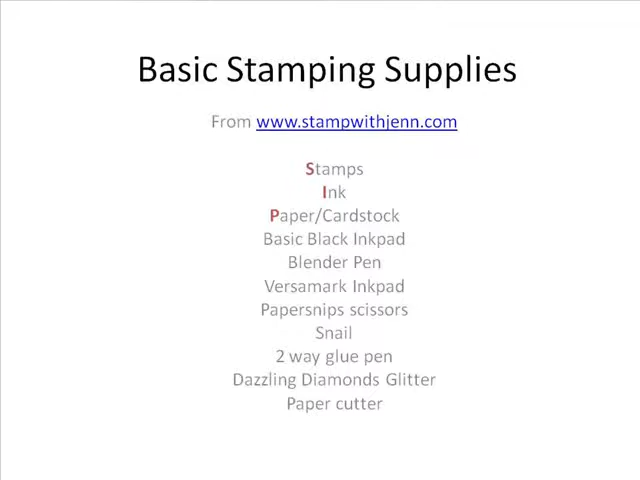 Basic Stamping Supplies
From www.stampwithjenn.com
Stamps
Ink
Paper/Cardstock
Basic Black Inkpad
Blender Pen
Versamark Inkpad
Papersnips scissors
Snail
2 way glue pen
Dazzling Diamonds Glitter
Paper cutter